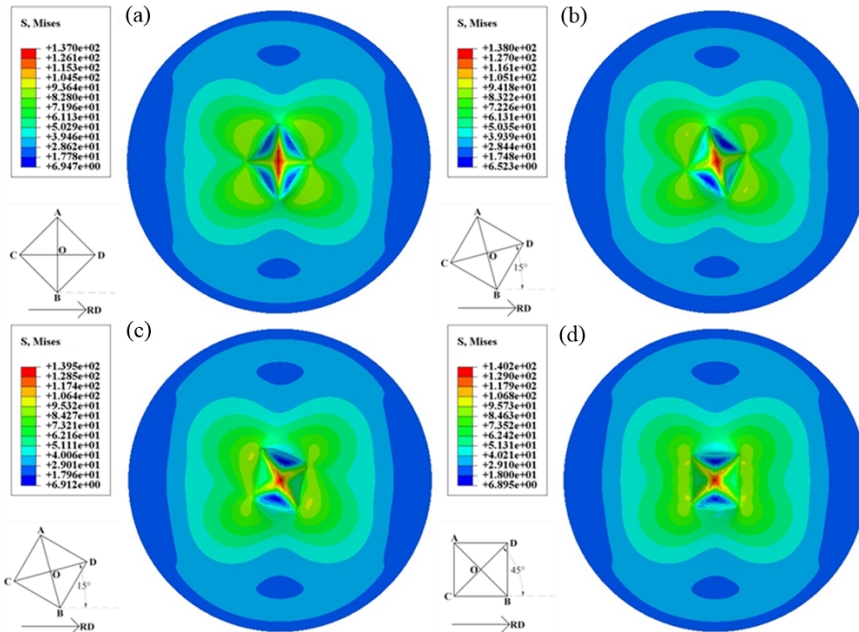 (a)
S, Mises
+1.370e+02
+1.261e+02
+1.153e+02
+1.045e+02
+9.364e+01
+8.280e+01
+7.196e+01
+6.113e+01
+5.029e+01
+3.946e+01
+2.862e+01
+1.778e+01
+6.947e+00
A
C
O
D
B
RD
(b)
S, Mises
+1.380e+02
+1.270e+02
+1.161e+02
+1.051e+02
+9.418e+01
+8.322e+01
+7.226e+01
+6.131e+01
+5.035e+01
+3.939e+01
+2.844e+01
+1.748e+01
+6.523e+00
A
D
O
C
15°
B
RD
(c)
S, Mises
+1.395e+02
+1.285e+02
+1.174e+02
+1.064e+02
+9.532e+01
+8.427e+01
+7.321e+01
+6.216e+01
+5.111e+01
+4.006e+01
+2.901e+01
+1.796e+01
+6.912e+00
A
D
O
C
15°
B
RD
(d)
S, Mises
+1.402e+02
+1.290e+02
+1.179e+02
+1.068e+02
+9.573e+01
+8.463e+01
+7.352e+01
+6.242e+01
+5.131e+01
+4.021e+01
+2.910e+01
+1.800e+01
+6.895e+00
A
D
O
45°
C
B
RD